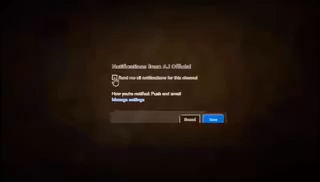 Notifications from A.I Official
Send me all notifications for this channel
How you're notified: Push and email
Manage settings
Cancel Save